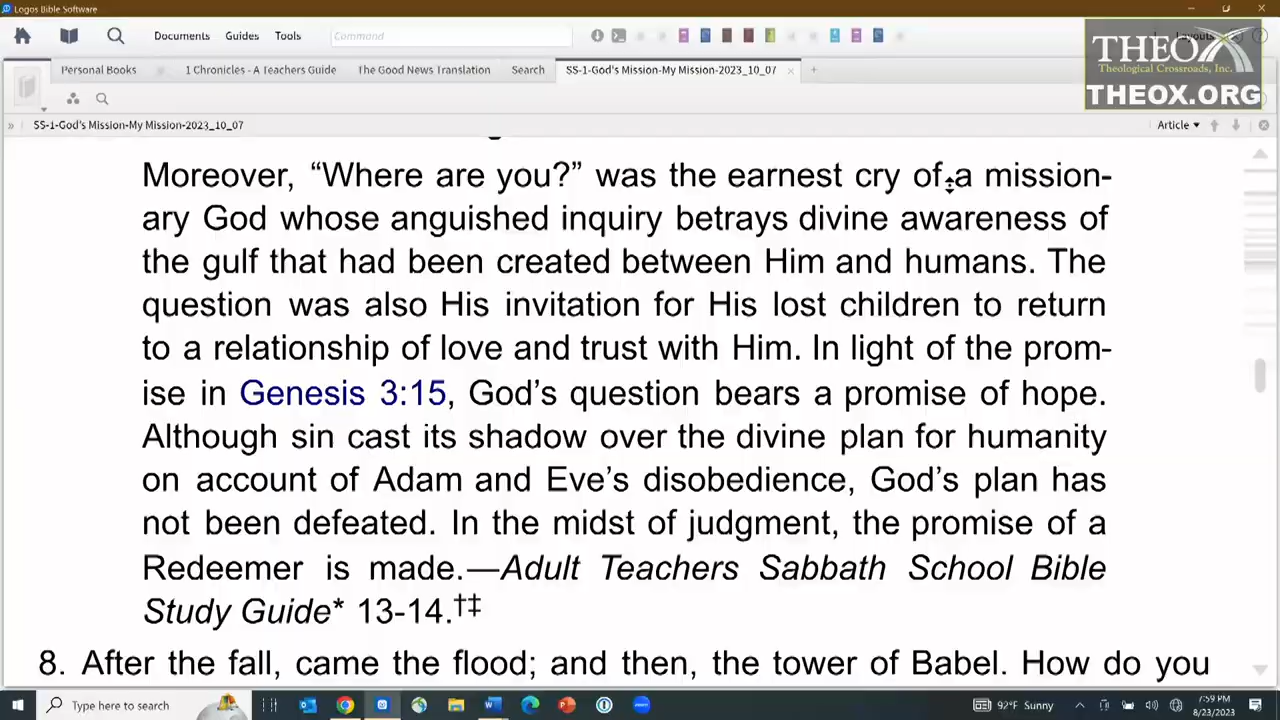 Logos Bible Software
Documents Guides Tools Command
THEOX
Theological Crossroads, Inc.
THEOX.ORG
Personal Books 1 Chronicles - A Teachers Guide The Good News Search SS-1-God's Mission-My Mission-2023_10_07
SS-1-God's Mission-My Mission-2023_10_07 Article
Moreover, “Where are you?” was the earnest cry of a mission-
ary God whose anguished inquiry betrays divine awareness of
the gulf that had been created between Him and humans. The
question was also His invitation for His lost children to return
to a relationship of love and trust with Him. In light of the prom-
ise in Genesis 3:15, God’s question bears a promise of hope.
Although sin cast its shadow over the divine plan for humanity
on account of Adam and Eve’s disobedience, God’s plan has
not been defeated. In the midst of judgment, the promise of a
Redeemer is made.—Adult Teachers Sabbath School Bible
Study Guide* 13-14.†‡
8. After the fall, came the flood; and then, the tower of Babel. How do you
Type here to search 92°F Sunny 7:59 PM
8/23/2023